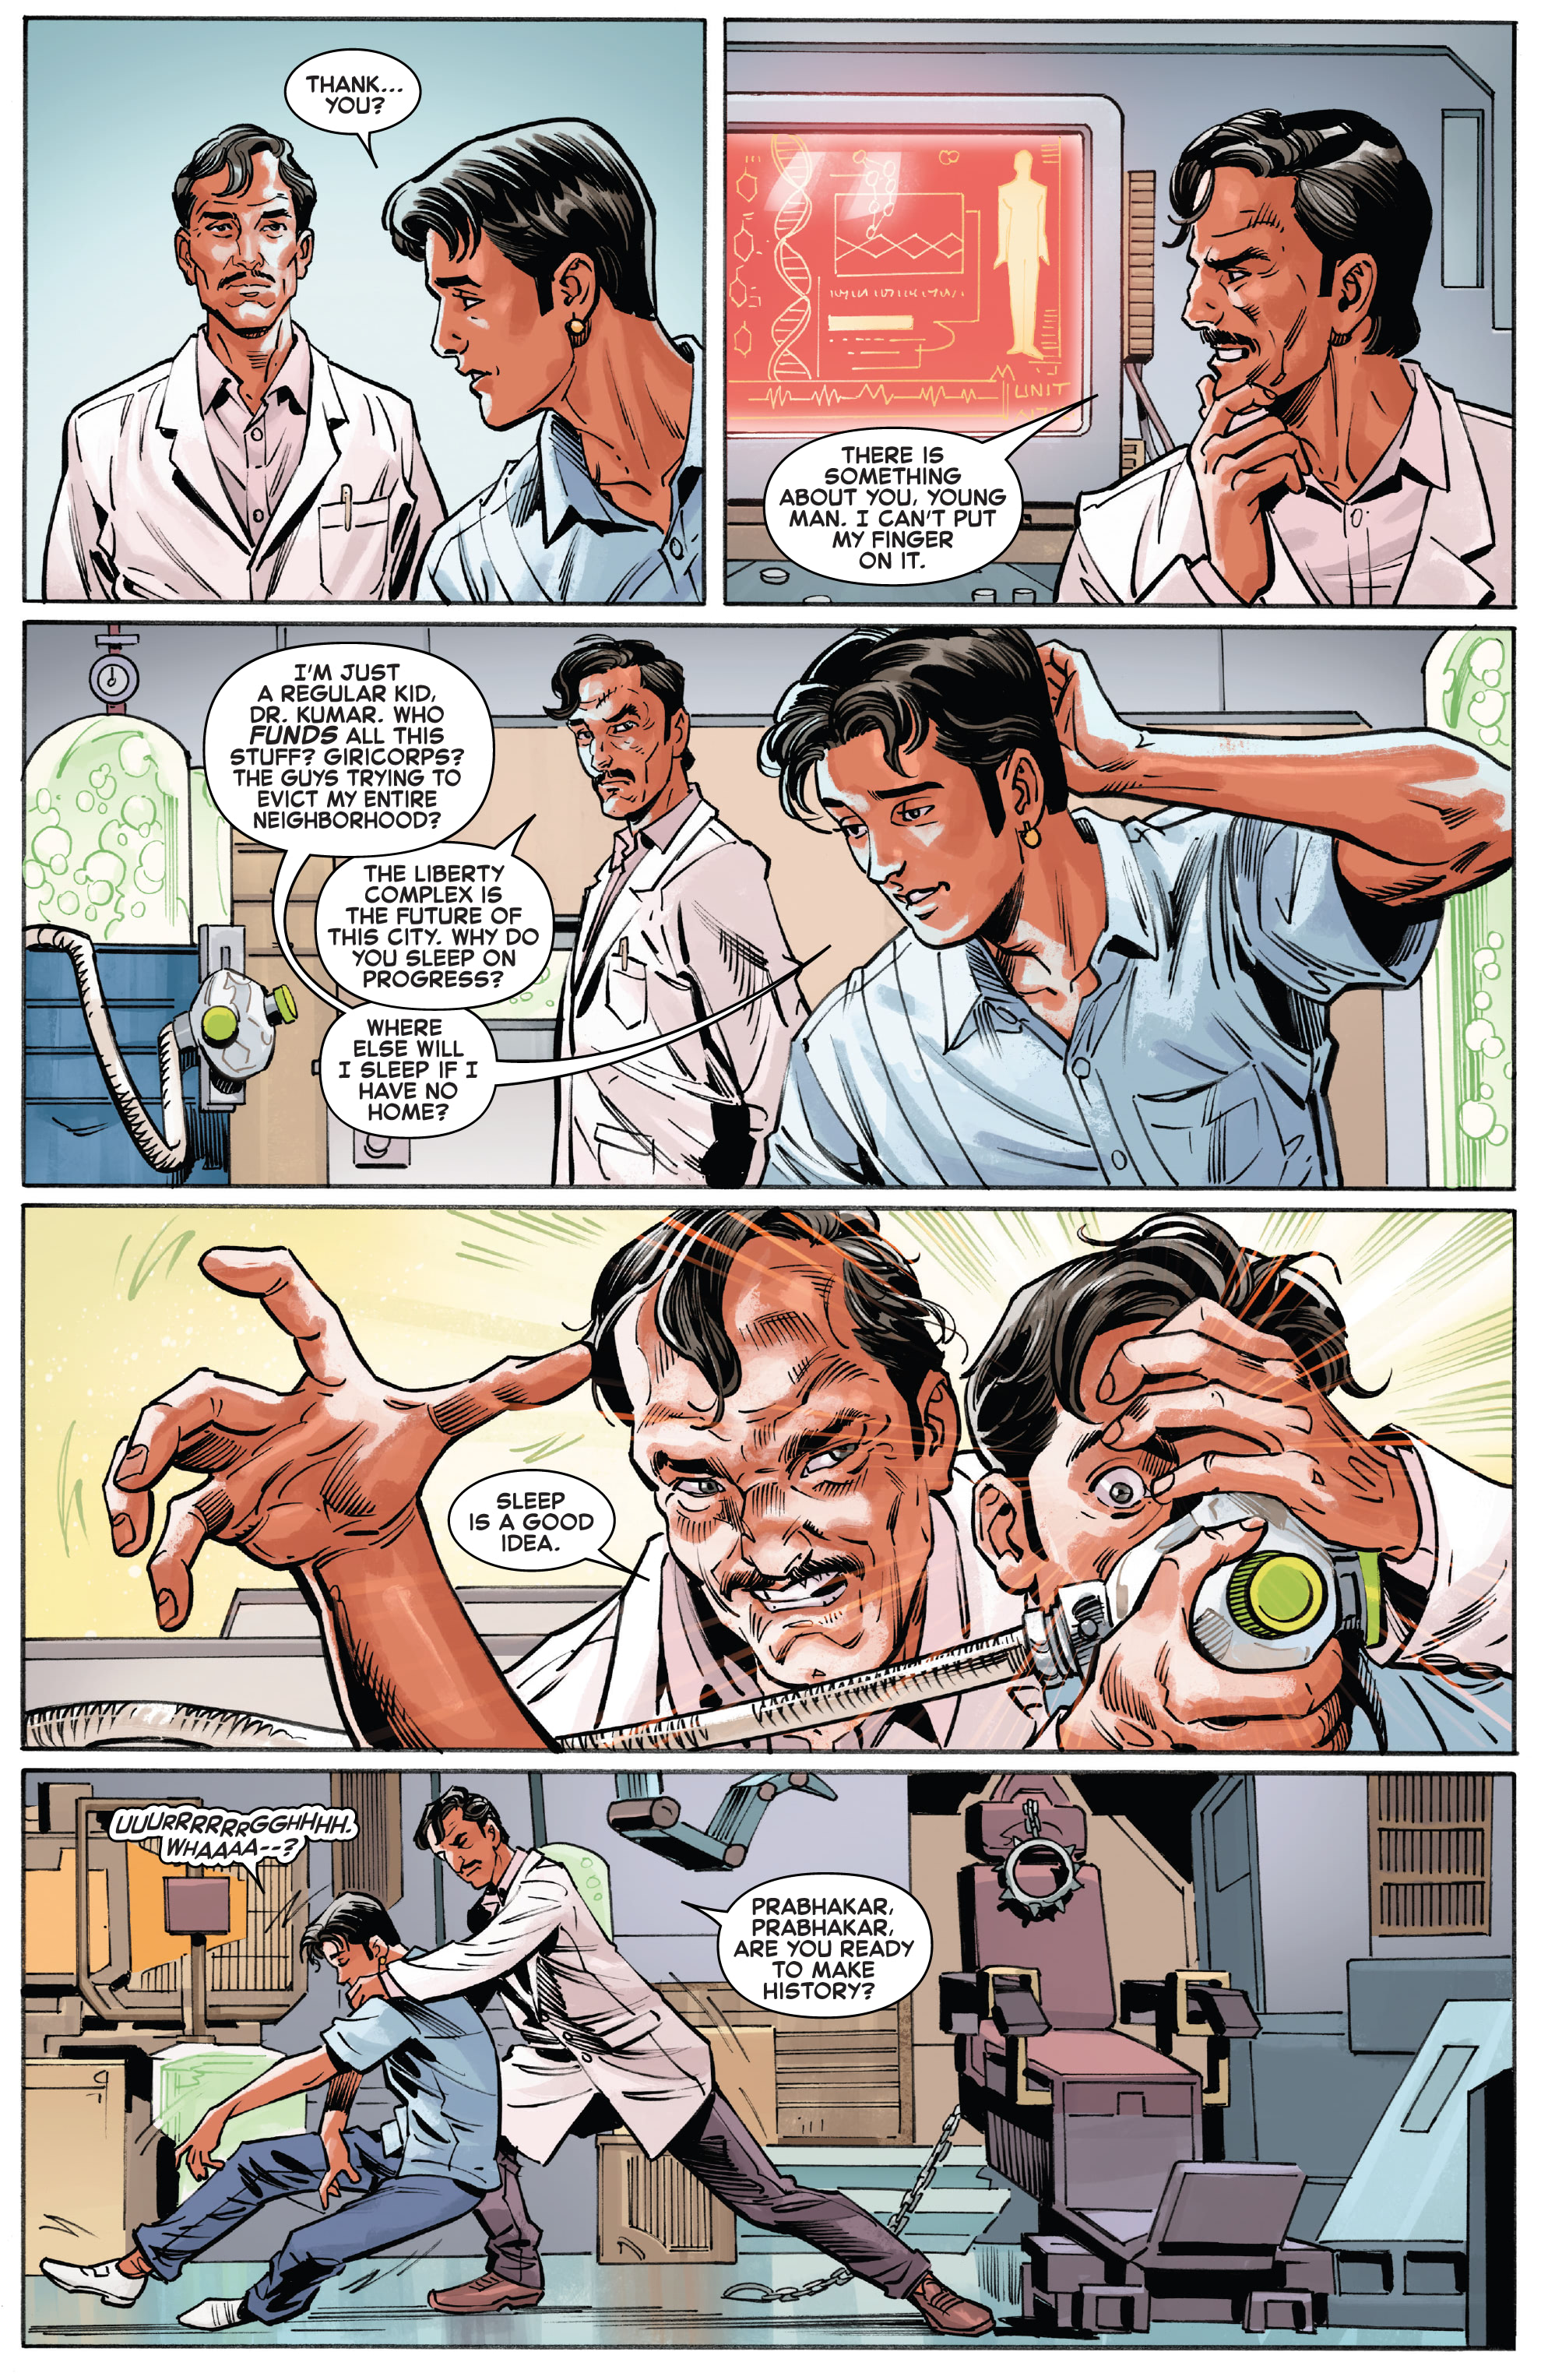 THANK...
YOU?
THERE IS
SOMETHING
ABOUT YOU, YOUNG
MAN. I CAN'T PUT
MY FINGER
ON IT.
UNIT
I'M JUST
A REGULAR KID,
DR. KUMAR. WHO
FUNDS ALL THIS
STUFF? GIRICORPS?
THE GUYS TRYING TO
EVICT MY ENTIRE
NEIGHBORHOOD?
THE LIBERTY
COMPLEX IS
THE FUTURE OF
THIS CITY. WHY DO
YOU SLEEP ON
PROGRESS?
WHERE
ELSE WILL
I SLEEP IF I
HAVE NO
HOME?
SLEEP
IS A GOOD
IDEA.
UUURRRRRRGGHHHH.
WHAAAA--?
PRABHAKAR,
PRABHAKAR,
ARE YOU READY
TO MAKE
HISTORY?